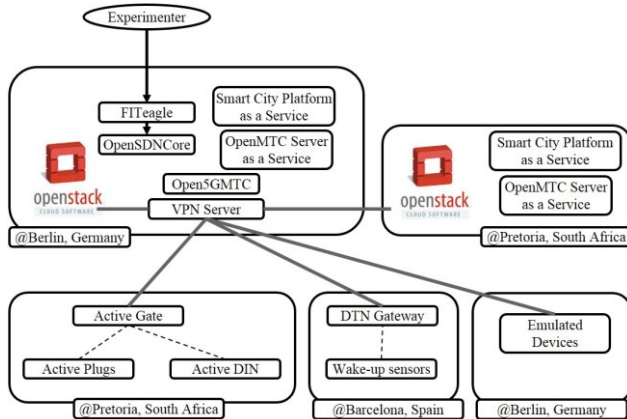 Experimenter
FITeagle
OpenSDNCore
Smart City Platform
as a Service
OpenMTC Server
as a Service
Open5GMTC
VPN Server
openstack
CLOUD SOFTWARE
@Berlin, Germany
Smart City Platform
as a Service
OpenMTC Server
as a Service
openstack
CLOUD SOFTWARE
@Pretoria, South Africa
Active Gate
Active Plugs
Active DIN
@Pretoria, South Africa
DTN Gateway
Wake-up sensors
@Barcelona, Spain
Emulated
Devices
@Berlin, Germany